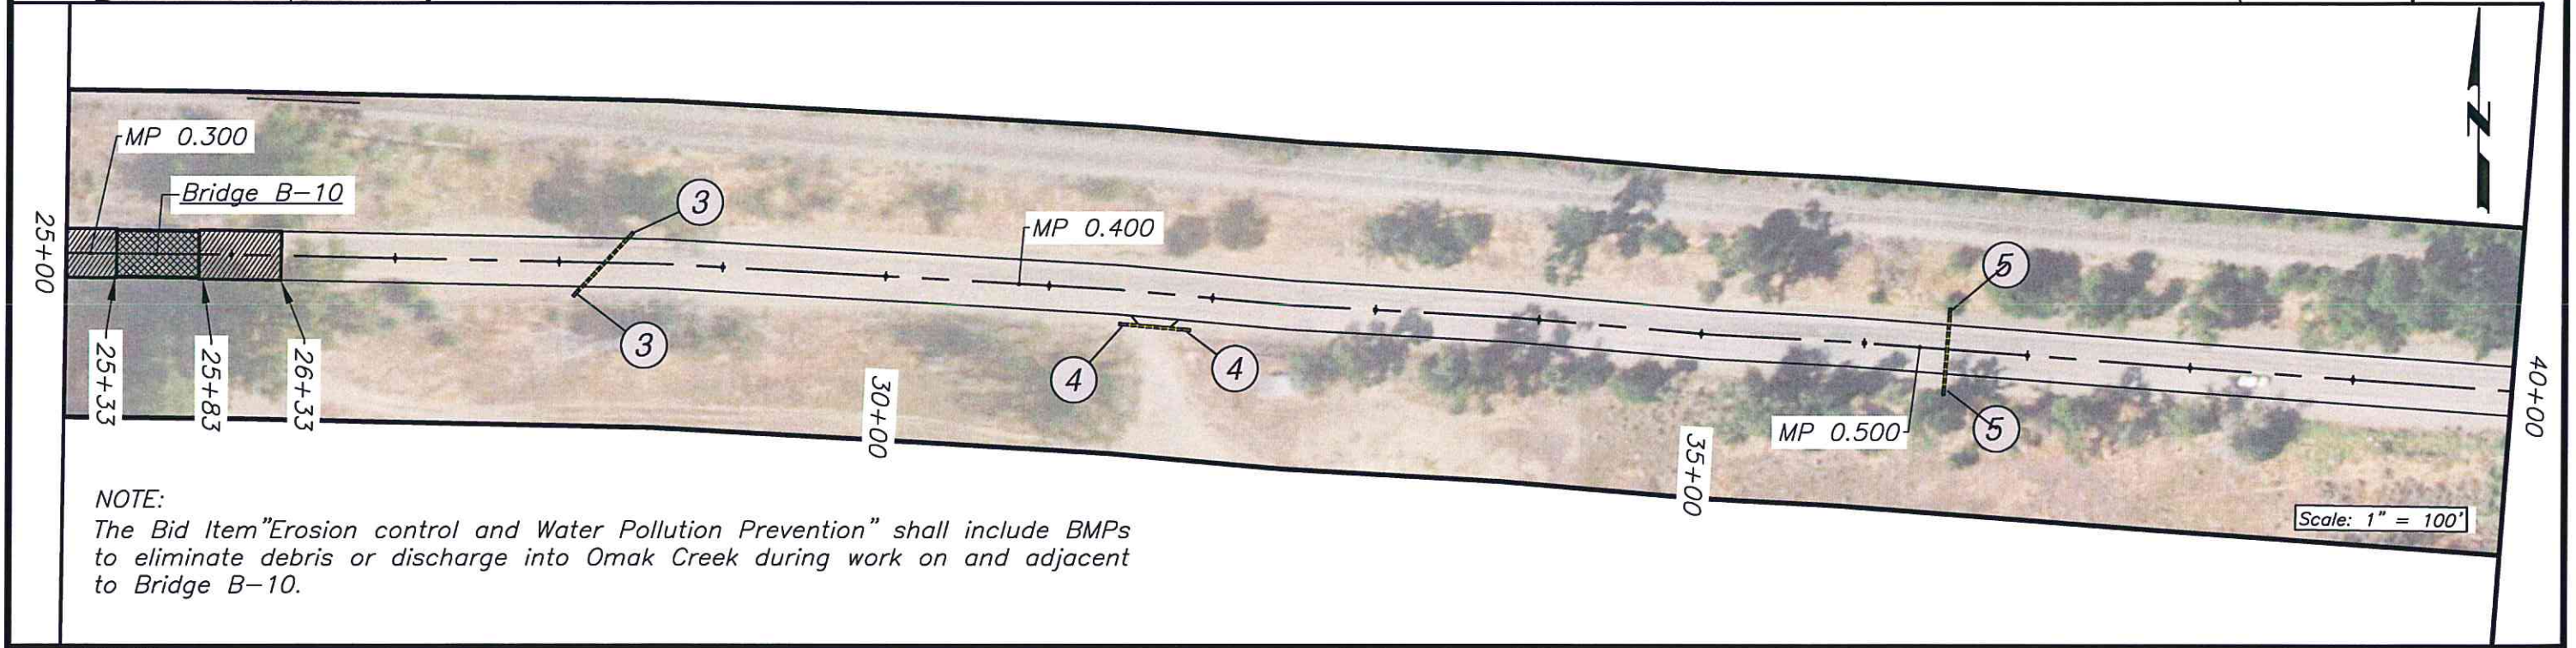 N
MP 0.300
Bridge B-10
25+00
25+33
25+83
26+33
3
3
MP 0.400
30+00
4
4
35+00
MP 0.500
5
5
40+00
Scale: 1" = 100'
NOTE:
The Bid Item"Erosion control and Water Pollution Prevention" shall include BMPs
to eliminate debris or discharge into Omak Creek during work on and adjacent
to Bridge B-10.